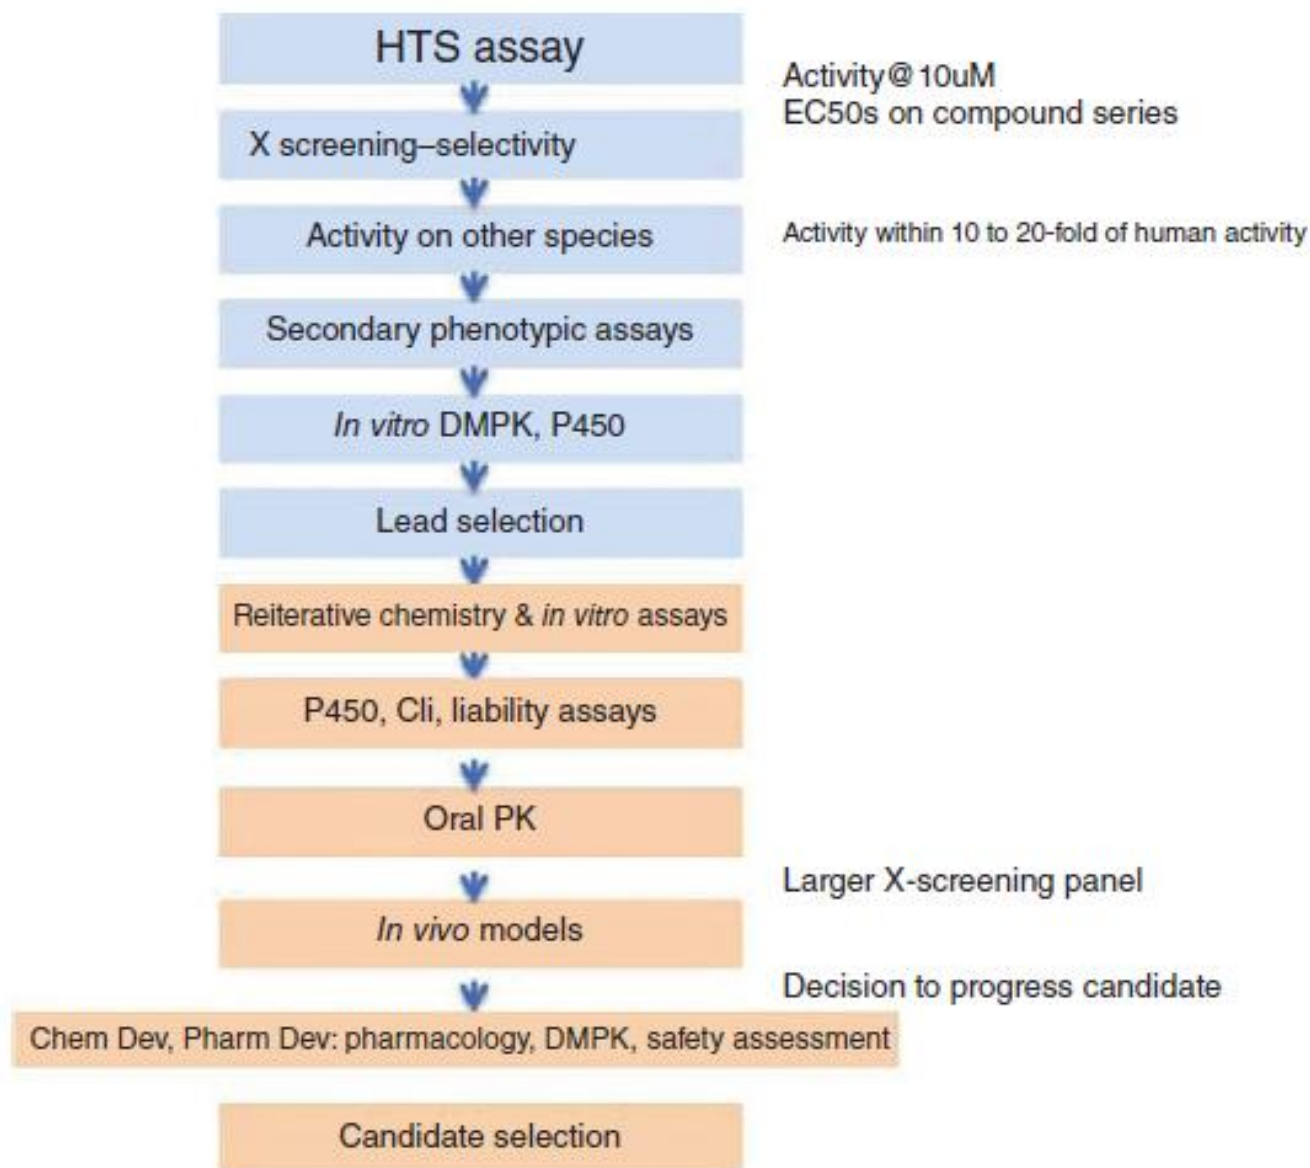 HTS assay
Activity@10uM
EC50s on compound series
X screening–selectivity
Activity on other species
Activity within 10 to 20-fold of human activity
Secondary phenotypic assays
In vitro DMPK, P450
Lead selection
Reiterative chemistry & in vitro assays
P450, Cli, liability assays
Oral PK
Larger X-screening panel
In vivo models
Decision to progress candidate
Chem Dev, Pharm Dev: pharmacology, DMPK, safety assessment
Candidate selection